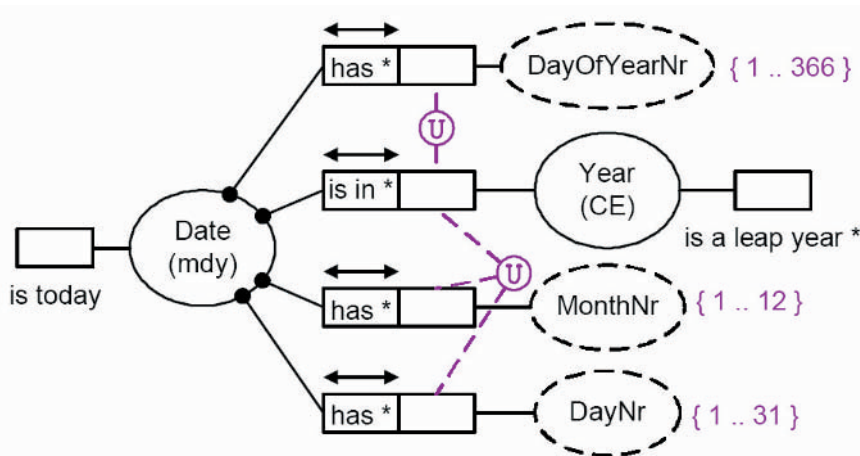 has *
DayOfYearNr
{ 1 .. 366 }
U
is in *
Year
(CE)
is a leap year *
Date
(mdy)
is today
U
has *
MonthNr
{ 1 .. 12 }
has *
DayNr
{ 1 .. 31 }